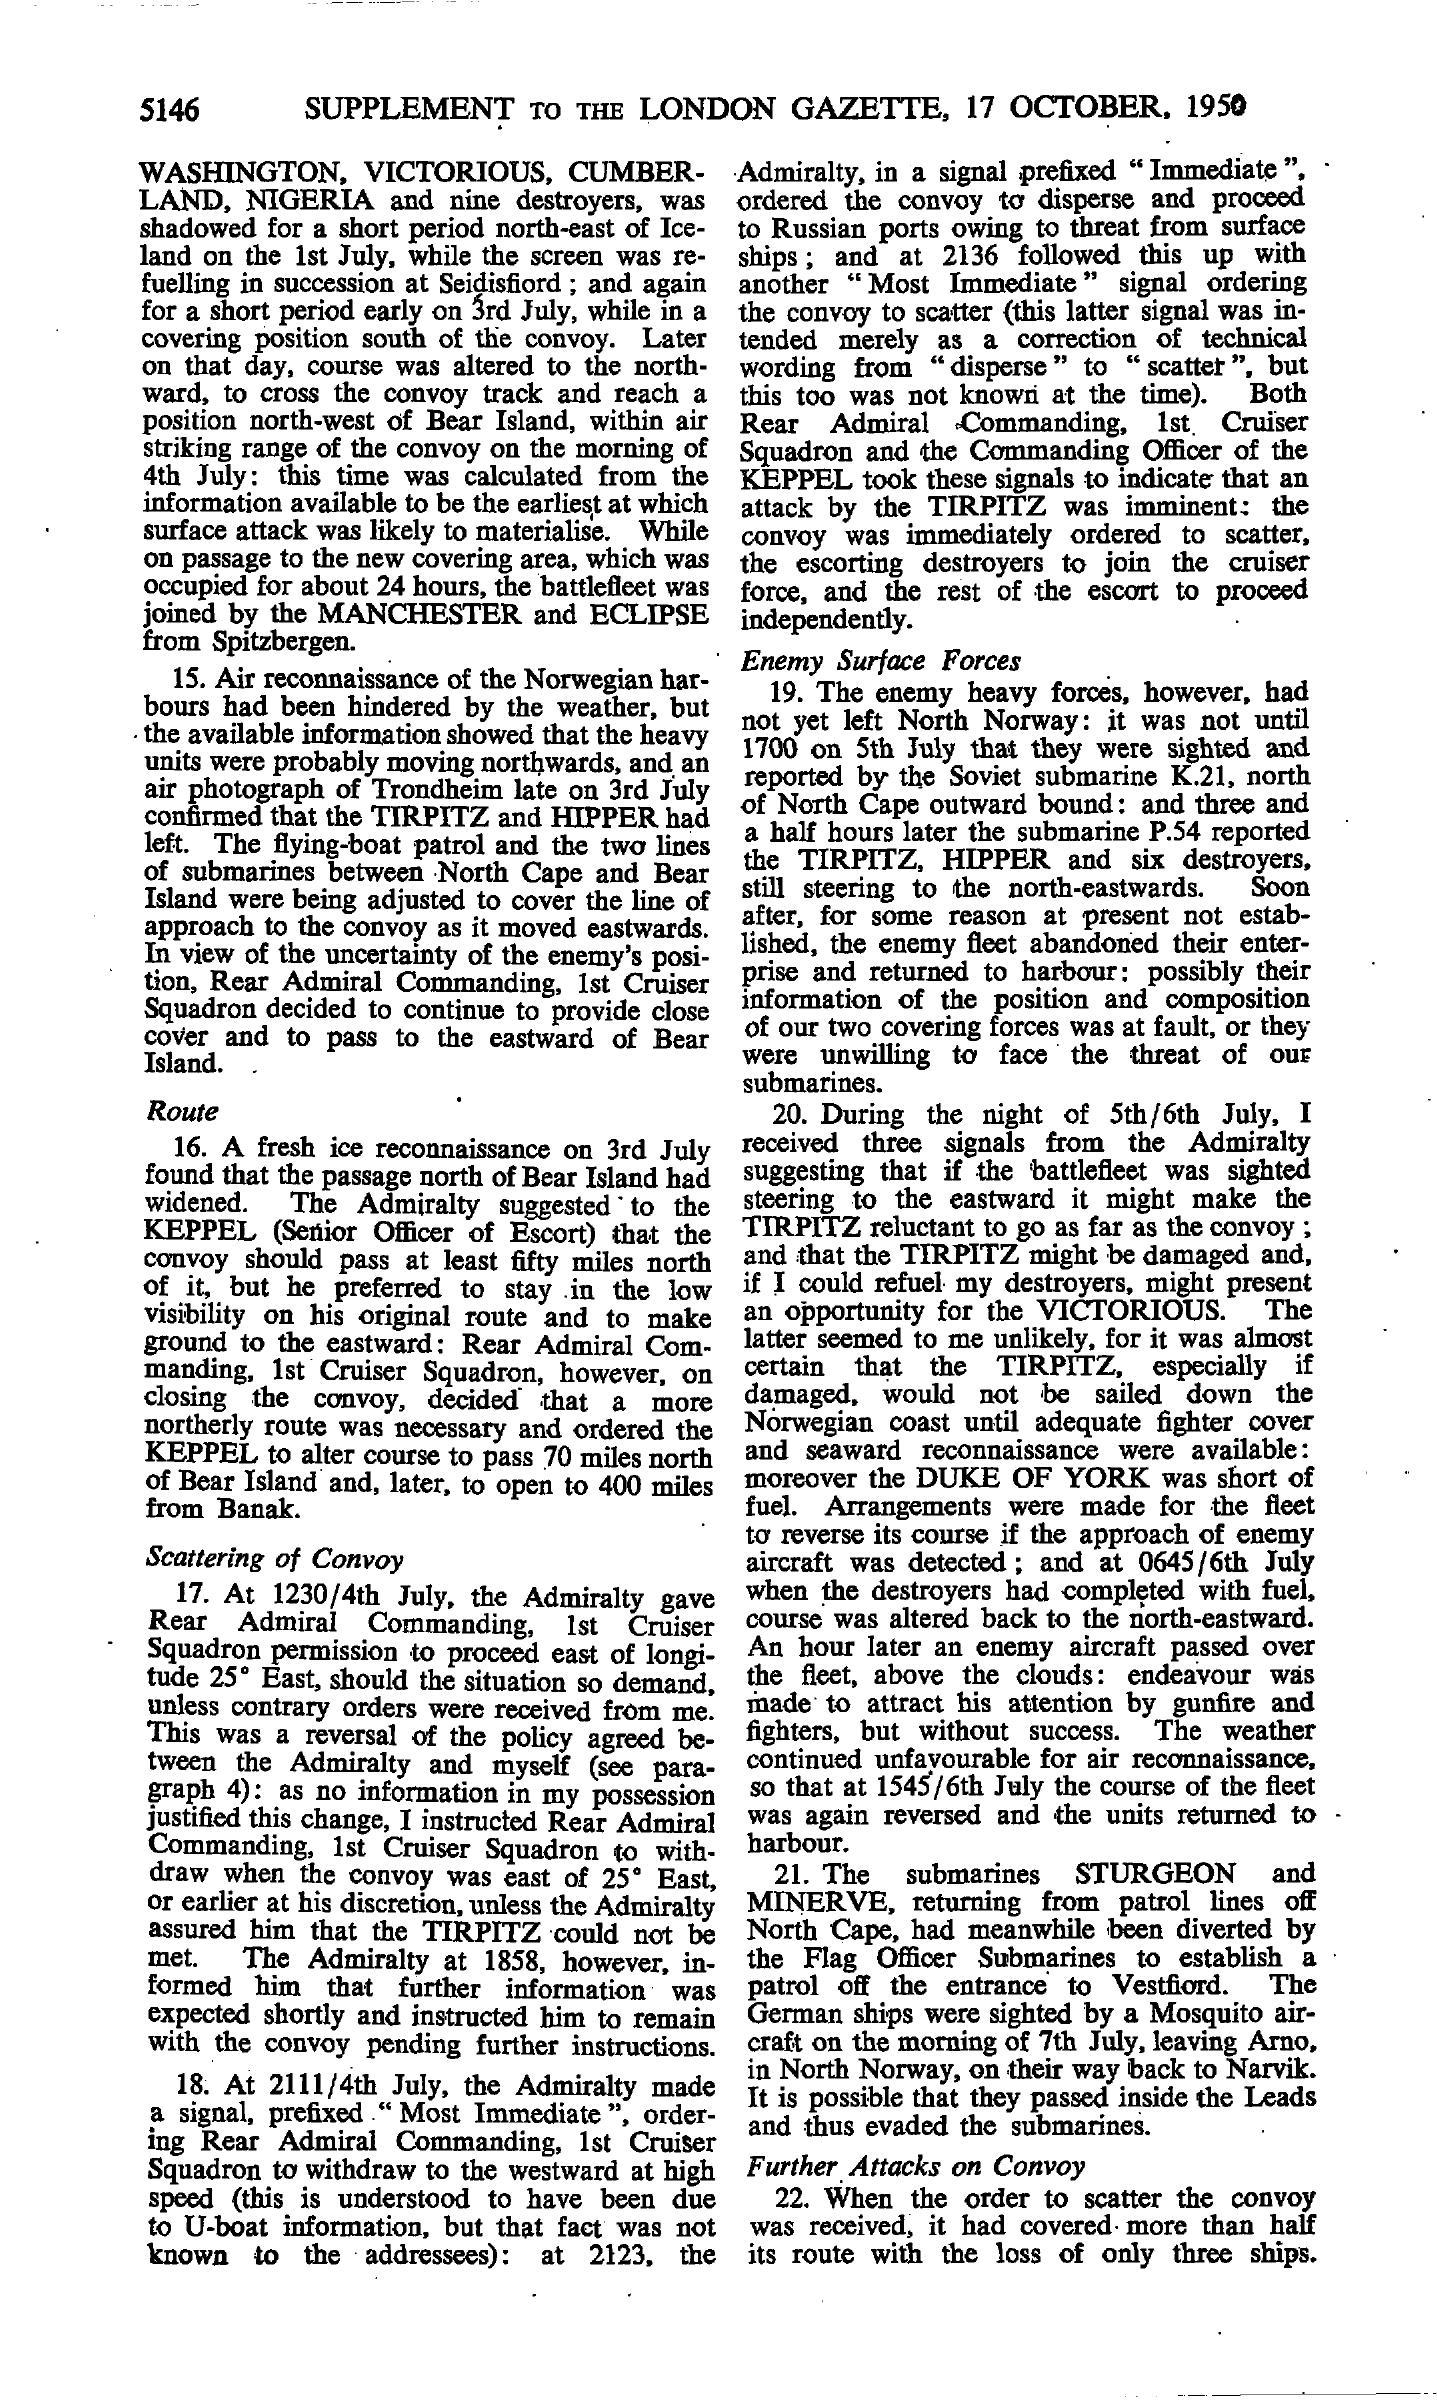 5146 SUPPLEMENT TO THE LONDON GAZETTE, 17 OCTOBER, 1950
WASHINGTON, VICTORIOUS, CUMBER-
LAND, NIGERIA and nine destroyers, was
shadowed for a short period north-east of Ice-
land on the 1st July, while the screen was re-
fuelling in succession at Seidisfiord ; and again
for a short period early on 3rd July, while in a
covering position south of the convoy. Later
on that day, course was altered to the north-
ward, to cross the convoy track and reach a
position north-west of Bear Island, within air
striking range of the convoy on the morning of
4th July: this time was calculated from the
information available to be the earliest at which
surface attack was likely to materialise. While
on passage to the new covering area, which was
occupied for about 24 hours, the battlefleet was
joined by the MANCHESTER and ECLIPSE
from Spitzbergen.
15. Air reconnaissance of the Norwegian har-
bours had been hindered by the weather, but
the available information showed that the heavy
units were probably moving northwards, and an
air photograph of Trondheim late on 3rd July
confirmed that the TIRPITZ and HIPPER had
left. The flying-boat patrol and the two lines
of submarines between North Cape and Bear
Island were being adjusted to cover the line of
approach to the convoy as it moved eastwards.
In view of the uncertainty of the enemy's posi-
tion, Rear Admiral Commanding, 1st Cruiser
Squadron decided to continue to provide close
cover and to pass to the eastward of Bear
Island.
Route
16. A fresh ice reconnaissance on 3rd July
found that the passage north of Bear Island had
widened. The Admiralty suggested to the
KEPPEL (Senior Officer of Escort) that the
convoy should pass at least fifty miles north
of it, but he preferred to stay in the low
visibility on his original route and to make
ground to the eastward: Rear Admiral Com-
manding, 1st Cruiser Squadron, however, on
closing the convoy, decided that a more
northerly route was necessary and ordered the
KEPPEL to alter course to pass 70 miles north
of Bear Island and, later, to open to 400 miles
from Banak.
Scattering of Convoy
17. At 1230/4th July, the Admiralty gave
Rear Admiral Commanding, 1st Cruiser
Squadron permission to proceed east of longi-
tude 25° East, should the situation so demand,
unless contrary orders were received from me.
This was a reversal of the policy agreed be-
tween the Admiralty and myself (see para-
graph 4): as no information in my possession
justified this change, I instructed Rear Admiral
Commanding, 1st Cruiser Squadron to with-
draw when the convoy was east of 25° East,
or earlier at his discretion, unless the Admiralty
assured him that the TIRPITZ could not be
met. The Admiralty at 1858, however, in-
formed him that further information was
expected shortly and instructed him to remain
with the convoy pending further instructions.
18. At 2111/4th July, the Admiralty made
a signal, prefixed “ Most Immediate ”, order-
ing Rear Admiral Commanding, 1st Cruiser
Squadron to withdraw to the westward at high
speed (this is understood to have been due
to U-boat information, but that fact was not
known to the addressees): at 2123, the
Admiralty, in a signal prefixed “ Immediate ”,
ordered the convoy to disperse and proceed
to Russian ports owing to threat from surface
ships ; and at 2136 followed this up with
another “ Most Immediate ” signal ordering
the convoy to scatter (this latter signal was in-
tended merely as a correction of technical
wording from “ disperse ” to “ scatter ”, but
this too was not known at the time). Both
Rear Admiral Commanding, 1st Cruiser
Squadron and the Commanding Officer of the
KEPPEL took these signals to indicate that an
attack by the TIRPITZ was imminent: the
convoy was immediately ordered to scatter,
the escorting destroyers to join the cruiser
force, and the rest of the escort to proceed
independently.
Enemy Surface Forces
19. The enemy heavy forces, however, had
not yet left North Norway: it was not until
1700 on 5th July that they were sighted and
reported by the Soviet submarine K.21, north
of North Cape outward bound: and three and
a half hours later the submarine P.54 reported
the TIRPITZ, HIPPER and six destroyers,
still steering to the north-eastwards. Soon
after, for some reason at present not estab-
lished, the enemy fleet abandoned their enter-
prise and returned to harbour: possibly their
information of the position and composition
of our two covering forces was at fault, or they
were unwilling to face the threat of our
submarines.
20. During the night of 5th/6th July, I
received three signals from the Admiralty
suggesting that if the battlefleet was sighted
steering to the eastward it might make the
TIRPITZ reluctant to go as far as the convoy ;
and that the TIRPITZ might be damaged and,
if I could refuel my destroyers, might present
an opportunity for the VICTORIOUS. The
latter seemed to me unlikely, for it was almost
certain that the TIRPITZ, especially if
damaged, would not be sailed down the
Norwegian coast until adequate fighter cover
and seaward reconnaissance were available:
moreover the DUKE OF YORK was short of
fuel. Arrangements were made for the fleet
to reverse its course if the approach of enemy
aircraft was detected ; and at 0645/6th July
when the destroyers had completed with fuel,
course was altered back to the north-eastward.
An hour later an enemy aircraft passed over
the fleet, above the clouds: endeavour was
made to attract his attention by gunfire and
fighters, but without success. The weather
continued unfavourable for air reconnaissance,
so that at 1545/6th July the course of the fleet
was again reversed and the units returned to
harbour.
21. The submarines STURGEON and
MINERVE, returning from patrol lines off
North Cape, had meanwhile been diverted by
the Flag Officer Submarines to establish a
patrol off the entrance to Vestfiord. The
German ships were sighted by a Mosquito air-
craft on the morning of 7th July, leaving Arno,
in North Norway, on their way back to Narvik.
It is possible that they passed inside the Leads
and thus evaded the submarines.
Further Attacks on Convoy
22. When the order to scatter the convoy
was received, it had covered more than half
its route with the loss of only three ships.